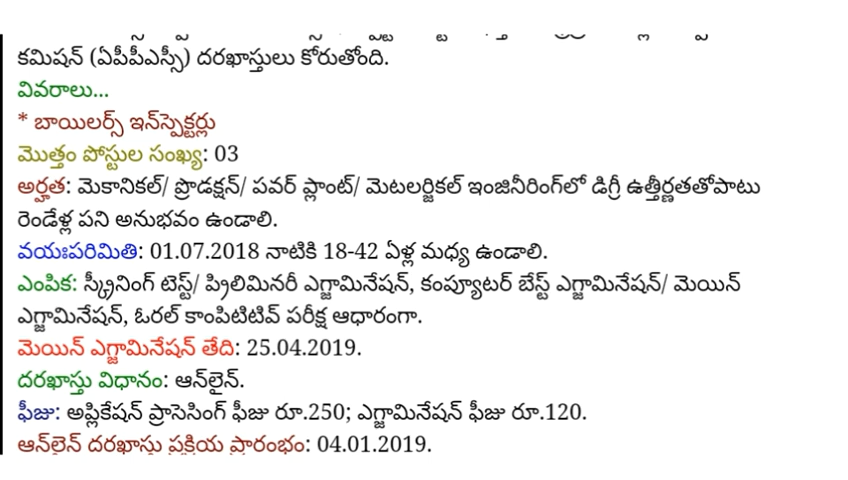 కమిషన్ (ఏపీపీఎస్సీ) దరఖాస్తులు కోరుతోంది.
వివరాలు...
* బాయిలర్స్ ఇన్‌స్పెక్టర్లు
మొత్తం పోస్టుల సంఖ్య: 03
అర్హత: మెకానికల్/ ప్రొడక్షన్/ పవర్ ప్లాంట్/ మెటలర్జికల్ ఇంజినీరింగ్‌లో డిగ్రీ ఉత్తీర్ణతతోపాటు
రెండేళ్ల పని అనుభవం ఉండాలి.
వయఃపరిమితి: 01.07.2018 నాటికి 18-42 ఏళ్ల మధ్య ఉండాలి.
ఎంపిక: స్క్రీనింగ్ టెస్ట్/ ప్రిలిమినరీ ఎగ్జామినేషన్, కంప్యూటర్ బేస్ట్ ఎగ్జామినేషన్/ మెయిన్
ఎగ్జామినేషన్, ఓరల్ కాంపిటిటివ్ పరీక్ష ఆధారంగా.
మెయిన్ ఎగ్జామినేషన్ తేది: 25.04.2019.
దరఖాస్తు విధానం: ఆన్‌లైన్.
ఫీజు: అప్లికేషన్ ప్రాసెసింగ్ ఫీజు రూ.250; ఎగ్జామినేషన్ ఫీజు రూ.120.
ఆన్‌లైన్ దరఖాస్తు ప్రక్రియ ప్రారంభం: 04.01.2019.